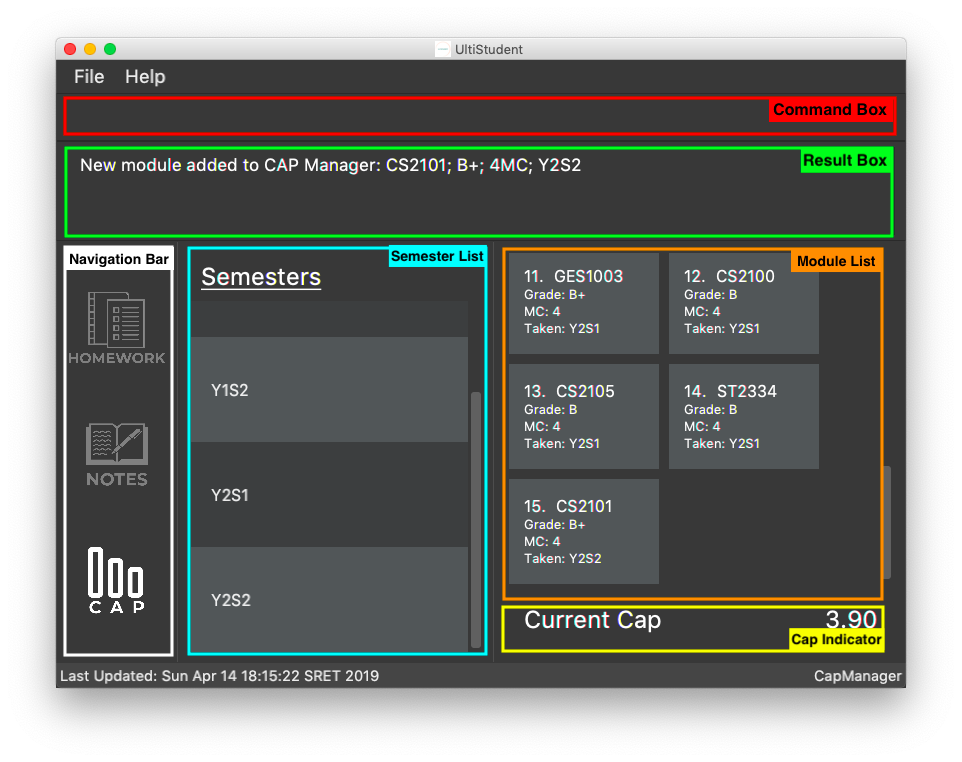 UltiStudent
File Help
Command Box
New module added to CAP Manager: CS2101; B+; 4MC; Y2S2
Result Box
Navigation Bar
HOMEWORK
NOTES
CAP
Semester List
Semesters
Y1S2
Y2S1
Y2S2
Module List
11. GES1003
Grade: B+
MC: 4
Taken: Y2S1
12. CS2100
Grade: B
MC: 4
Taken: Y2S1
13. CS2105
Grade: B
MC: 4
Taken: Y2S1
14. ST2334
Grade: B
MC: 4
Taken: Y2S1
15. CS2101
Grade: B+
MC: 4
Taken: Y2S2
Current Cap 3.90
Cap Indicator
Last Updated: Sun Apr 14 18:15:22 SRET 2019
CapManager